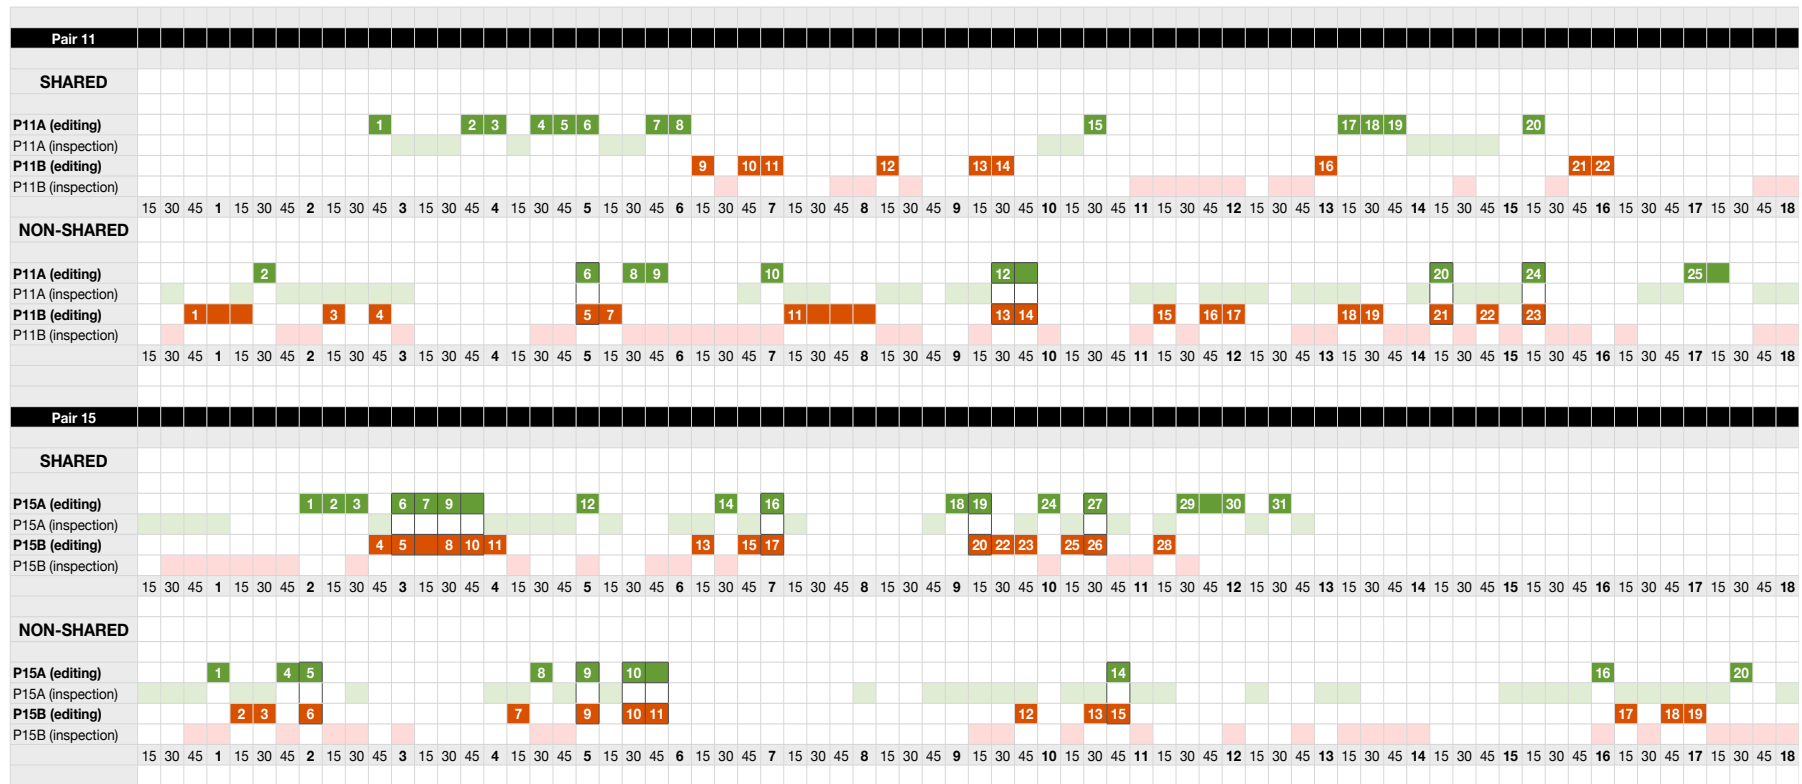 Pair 11
SHARED
P11A (editing) 1 2 3 4 5 6 7 8 15 17 18 19 20
P11A (inspection)
P11B (editing) 9 10 11 12 13 14 16 21 22
P11B (inspection)
15 30 45 1 15 30 45 2 15 30 45 3 15 30 45 4 15 30 45 5 15 30 45 6 15 30 45 7 15 30 45 8 15 30 45 9 15 30 45 10 15 30 45 11 15 30 45 12 15 30 45 13 15 30 45 14 15 30 45 15 15 30 45 16 15 30 45 17 15 30 45 18
NON-SHARED
P11A (editing) 2 6 8 9 10 12 20 24 25
P11A (inspection)
P11B (editing) 1 3 4 5 7 11 13 14 15 16 17 18 19 21 22 23
P11B (inspection)
15 30 45 1 15 30 45 2 15 30 45 3 15 30 45 4 15 30 45 5 15 30 45 6 15 30 45 7 15 30 45 8 15 30 45 9 15 30 45 10 15 30 45 11 15 30 45 12 15 30 45 13 15 30 45 14 15 30 45 15 15 30 45 16 15 30 45 17 15 30 45 18
Pair 15
SHARED
P15A (editing) 1 2 3 6 7 9 12 14 16 18 19 24 27 29 30 31
P15A (inspection)
P15B (editing) 4 5 8 10 11 13 15 17 20 22 23 25 26 28
P15B (inspection)
15 30 45 1 15 30 45 2 15 30 45 3 15 30 45 4 15 30 45 5 15 30 45 6 15 30 45 7 15 30 45 8 15 30 45 9 15 30 45 10 15 30 45 11 15 30 45 12 15 30 45 13 15 30 45 14 15 30 45 15 15 30 45 16 15 30 45 17 15 30 45 18
NON-SHARED
P15A (editing) 1 4 5 8 9 10 14 16 20
P15A (inspection)
P15B (editing) 2 3 6 7 9 10 11 12 13 15 17 18 19
P15B (inspection)
15 30 45 1 15 30 45 2 15 30 45 3 15 30 45 4 15 30 45 5 15 30 45 6 15 30 45 7 15 30 45 8 15 30 45 9 15 30 45 10 15 30 45 11 15 30 45 12 15 30 45 13 15 30 45 14 15 30 45 15 15 30 45 16 15 30 45 17 15 30 45 18